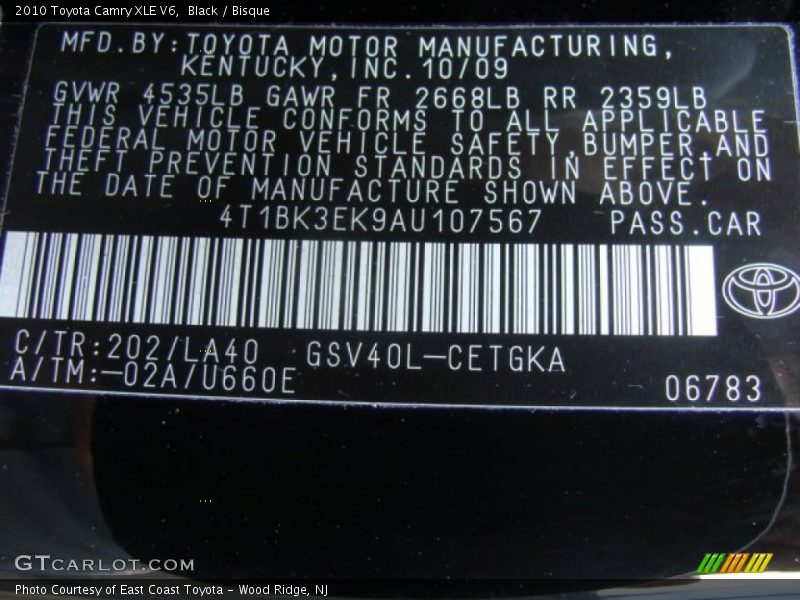 2010 Toyota Camry XLE V6, Black / Bisque
MFD.BY:TOYOTA MOTOR MANUFACTURING,
KENTUCKY,INC.10/09
GVWR 4535LB GAWR FR 2668LB RR 2359LB
THIS VEHICLE CONFORMS TO ALL APPLICABLE
FEDERAL MOTOR VEHICLE SAFETY,BUMPER,AND
THEFT PREVENTION STANDARDS IN EFFECT ON
THE DATE OF MANUFACTURE SHOWN ABOVE.
4T1BK3EK9AU107567 PASS.CAR
C/TR:202/LA40 GSV40L-CETGKA
A/TM:-02A/U660E
06783
GTCARLOT.COM
Photo Courtesy of East Coast Toyota - Wood Ridge, NJ